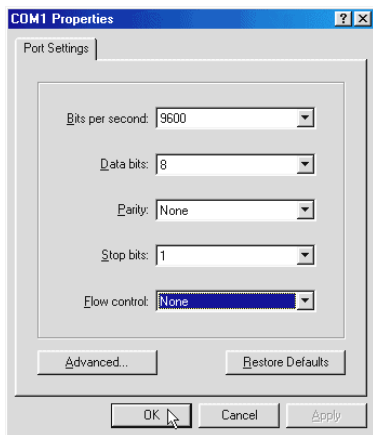 COM1 Properties
Port Settings
Bits per second: 9600
Data bits: 8
Parity: None
Stop bits: 1
Flow control: None
Advanced... Restore Defaults
OK Cancel Apply